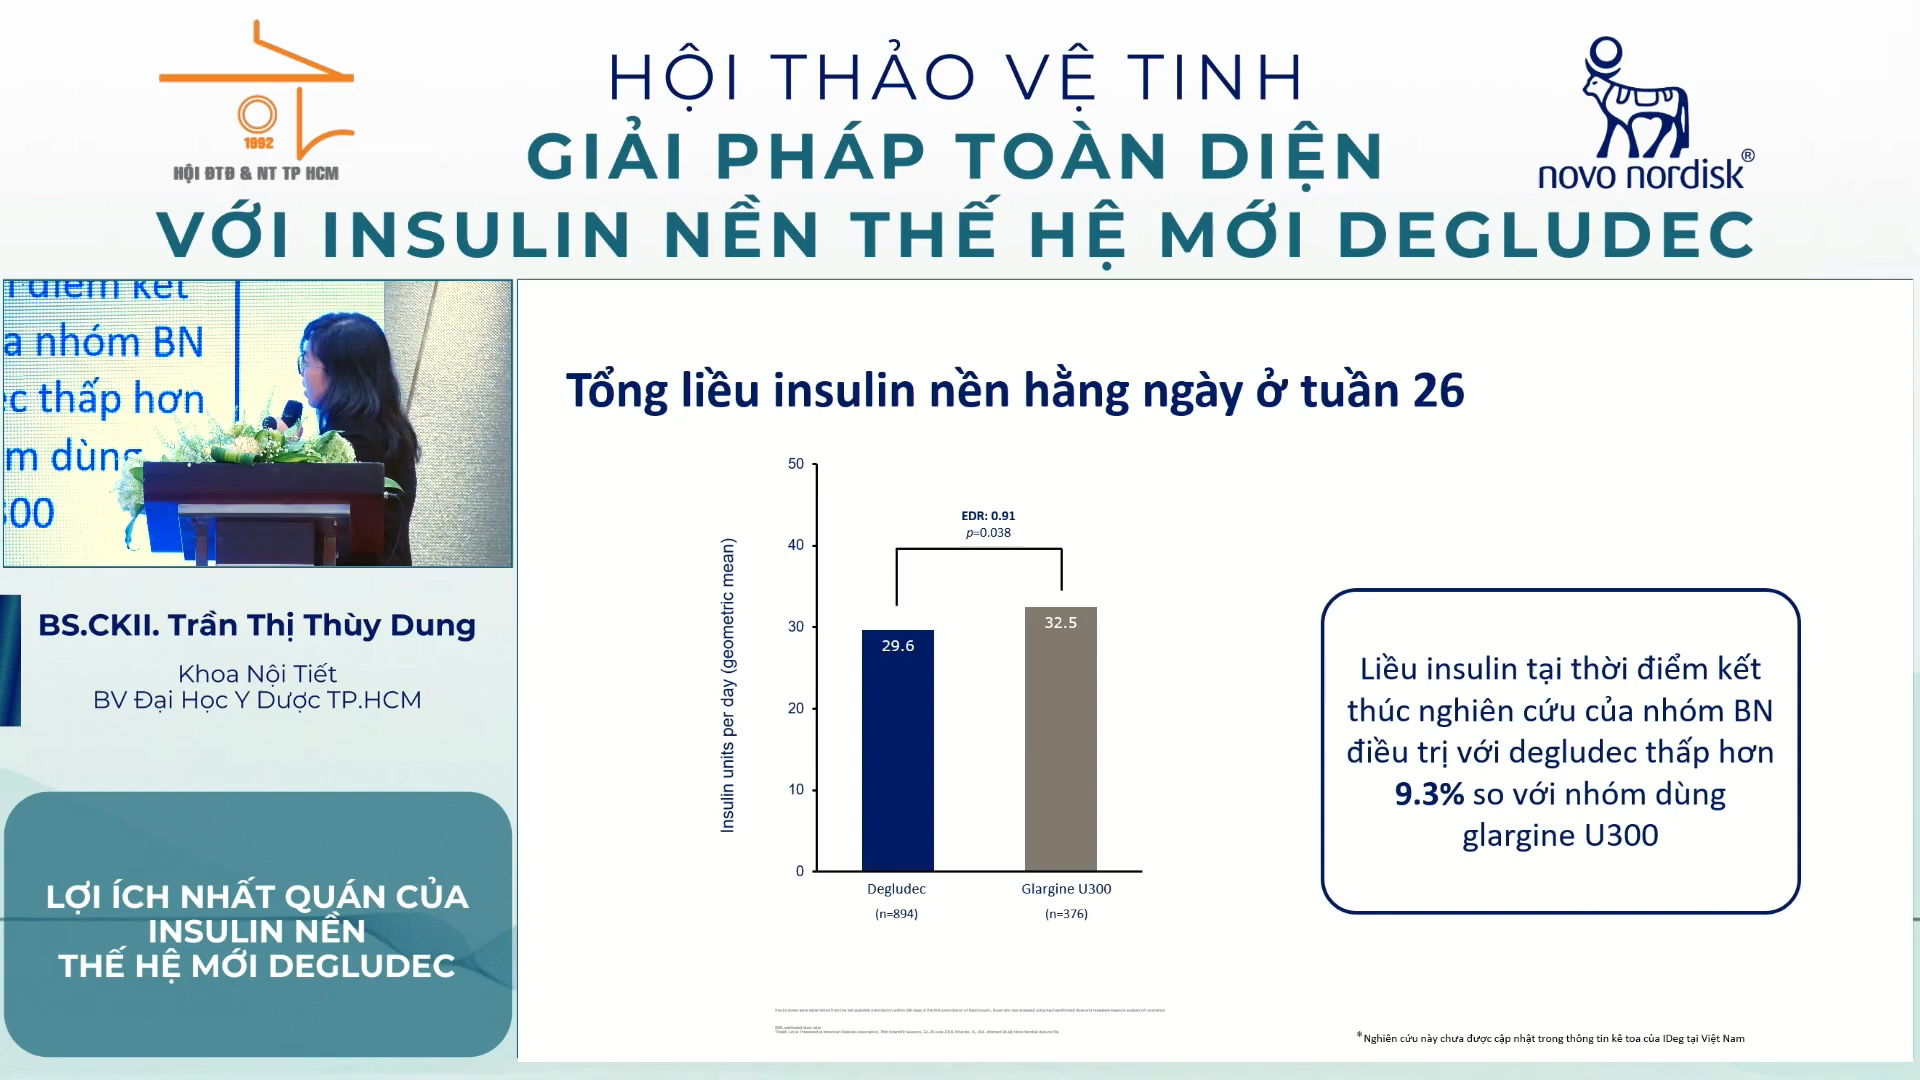 HỘI THẢO VỆ TINH
GIẢI PHÁP TOÀN DIỆN
VỚI INSULIN NỀN THẾ HỆ MỚI DEGLUDEC
1992
HỘI ĐTĐ & NT TP HCM
novo nordisk®
điểm kết
a nhóm BN
c thấp hơn
m dùng
300
BS.CKII. Trần Thị Thùy Dung
Khoa Nội Tiết
BV Đại Học Y Dược TP.HCM
LỢI ÍCH NHẤT QUÁN CỦA
INSULIN NỀN
THẾ HỆ MỚI DEGLUDEC
Tổng liều insulin nền hằng ngày ở tuần 26
Insulin units per day (geometric mean)
50
40
30
20
10
0
EDR: 0.91
p=0.038
29.6
32.5
Degludec
(n=894)
Glargine U300
(n=376)
Liều insulin tại thời điểm kết
thúc nghiên cứu của nhóm BN
điều trị với degludec thấp hơn
9.3% so với nhóm dùng
glargine U300
*Nghiên cứu này chưa được cập nhật trong thông tin kê toa của IDeg tại Việt Nam